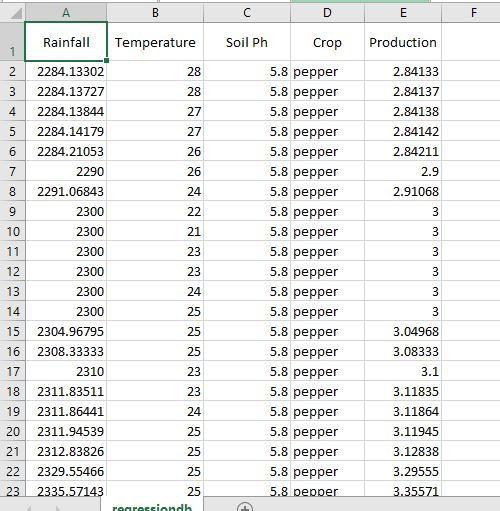 A B C D E F
1 Rainfall Temperature Soil Ph Crop Production
2 2284.13302 28 5.8 pepper 2.84133
3 2284.13727 28 5.8 pepper 2.84137
4 2284.13844 27 5.8 pepper 2.84138
5 2284.14179 27 5.8 pepper 2.84142
6 2284.21053 26 5.8 pepper 2.84211
7 2290 26 5.8 pepper 2.9
8 2291.06843 24 5.8 pepper 2.91068
9 2300 22 5.8 pepper 3
10 2300 21 5.8 pepper 3
11 2300 23 5.8 pepper 3
12 2300 23 5.8 pepper 3
13 2300 24 5.8 pepper 3
14 2300 25 5.8 pepper 3
15 2304.96795 25 5.8 pepper 3.04968
16 2308.33333 25 5.8 pepper 3.08333
17 2310 23 5.8 pepper 3.1
18 2311.83511 23 5.8 pepper 3.11835
19 2311.86441 24 5.8 pepper 3.11864
20 2311.94539 25 5.8 pepper 3.11945
21 2312.83826 25 5.8 pepper 3.12838
22 2329.55466 25 5.8 pepper 3.29555
23 2335.57143 25 5.8 pepper 3.35571
regressiondb